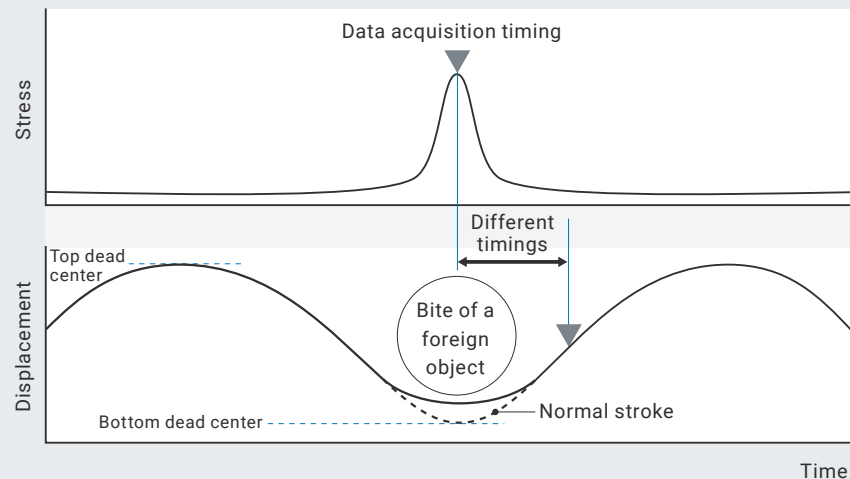 Data acquisition timing
Stress
Different
timings
Top dead
center
Bite of a
foreign
object
Displacement
Normal stroke
Bottom dead center
Time